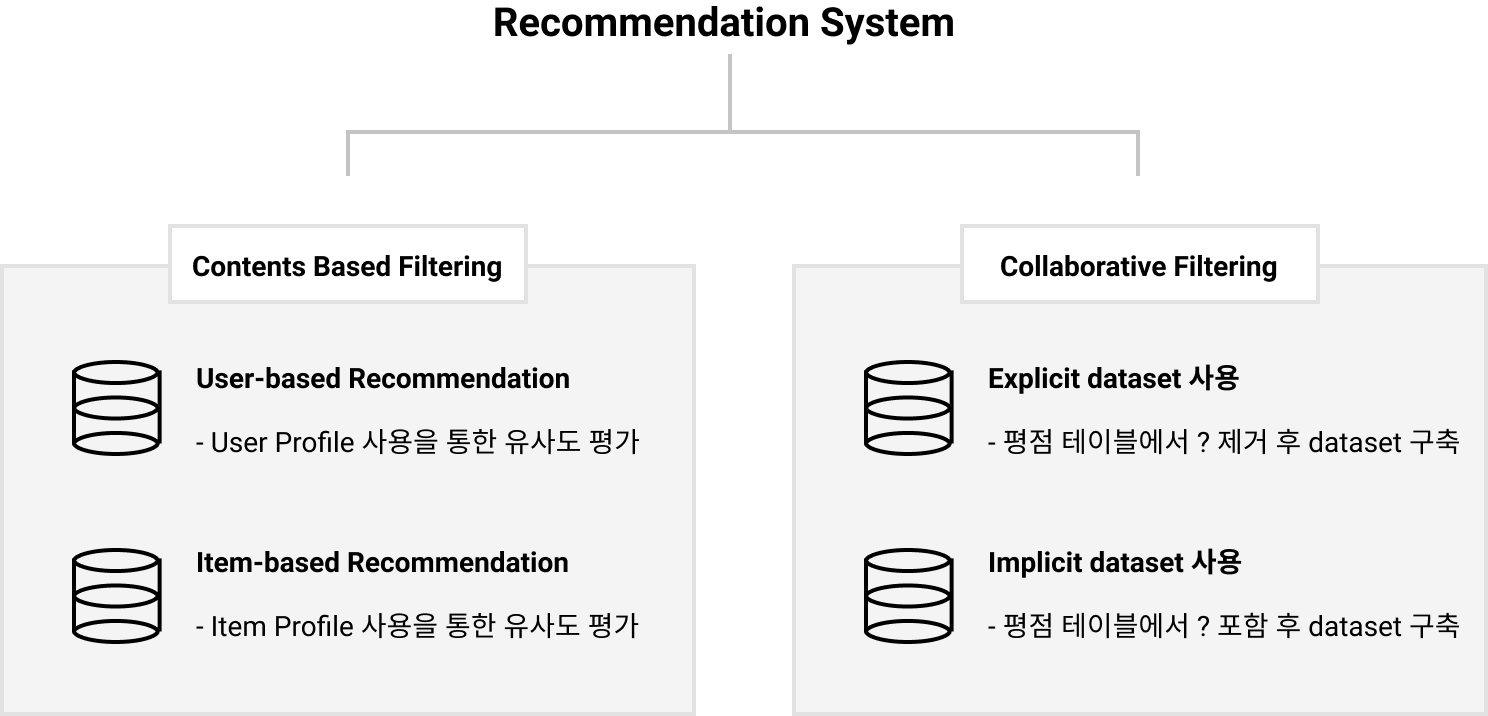 Recommendation System
Contents Based Filtering
User-based Recommendation
- User Profile 사용을 통한 유사도 평가
Item-based Recommendation
- Item Profile 사용을 통한 유사도 평가
Collaborative Filtering
Explicit dataset 사용
- 평점 테이블에서 ? 제거 후 dataset 구축
Implicit dataset 사용
- 평점 테이블에서 ? 포함 후 dataset 구축